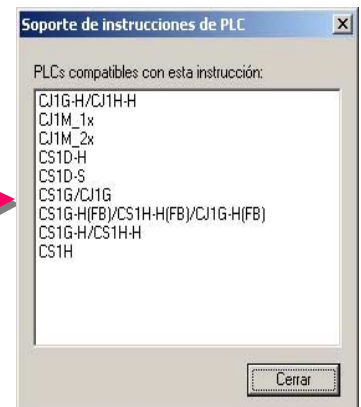 Soporte de instrucciones de PLC
PLCs compatibles con esta instrucción:
CJ1G-H/CJ1H-H
CJ1M_1x
CJ1M_2x
CS1D-H
CS1D-S
CS1G/CJ1G
CS1G-H(FB)/CS1H-H(FB)/CJ1G-H(FB)
CS1G-H/CS1H-H
CS1H
Cerrar